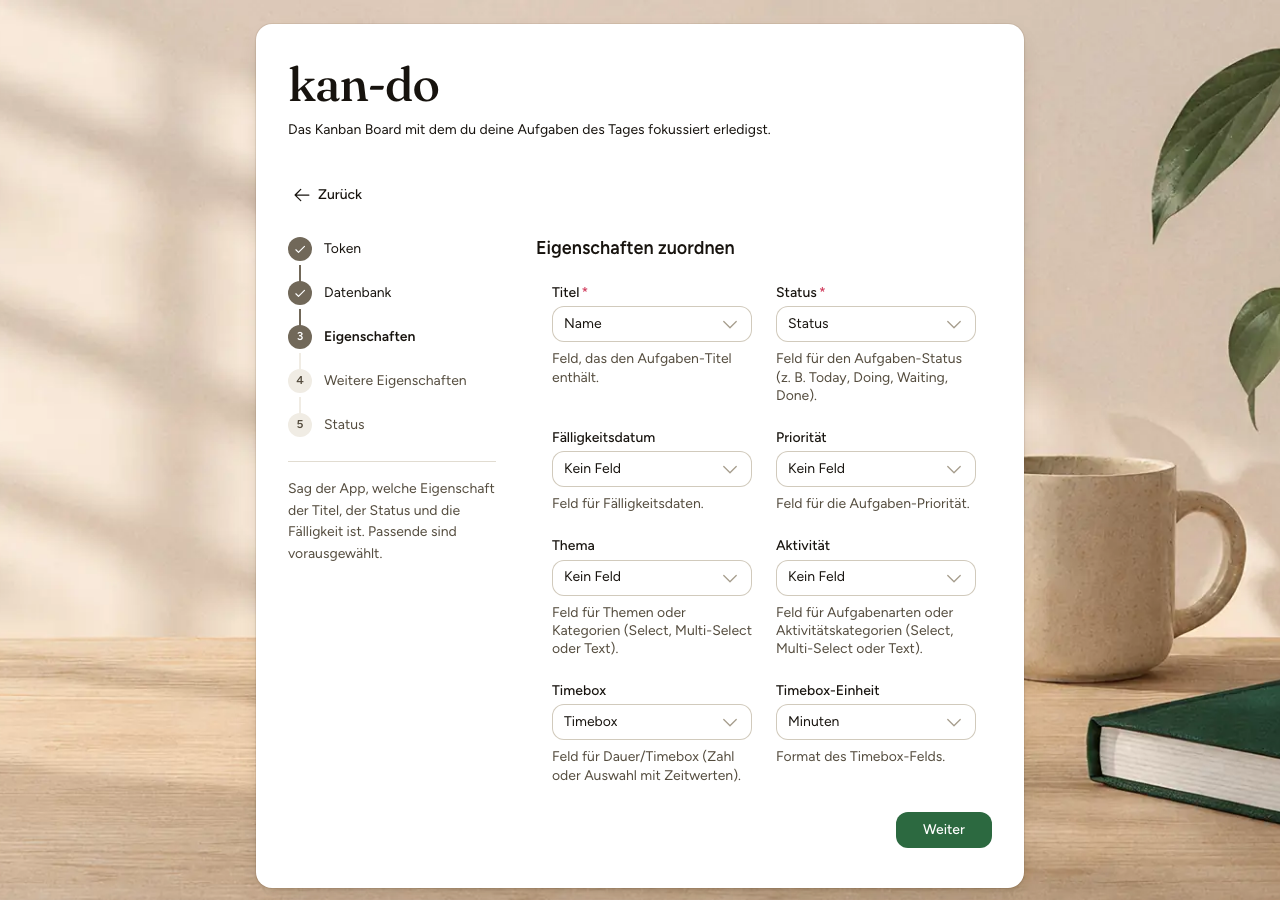 kan-do
Das Kanban Board mit dem du deine Aufgaben des Tages fokussiert erledigst.
Zurück
Token
Datenbank
3 Eigenschaften
4 Weitere Eigenschaften
5 Status
Sag der App, welche Eigenschaft
der Titel, der Status und die
Fälligkeit ist. Passende sind
vorausgewählt.
Eigenschaften zuordnen
Titel *
Name
Feld, das den Aufgaben-Titel
enthält.
Status *
Status
Feld für den Aufgaben-Status
(z. B. Today, Doing, Waiting,
Done).
Fälligkeitsdatum
Kein Feld
Feld für Fälligkeitsdaten.
Priorität
Kein Feld
Feld für die Aufgaben-Priorität.
Thema
Kein Feld
Feld für Themen oder
Kategorien (Select, Multi-Select
oder Text).
Aktivität
Kein Feld
Feld für Aufgabenarten oder
Aktivitätskategorien (Select,
Multi-Select oder Text).
Timebox
Timebox
Feld für Dauer/Timebox (Zahl
oder Auswahl mit Zeitwerten).
Timebox-Einheit
Minuten
Format des Timebox-Felds.
Weiter